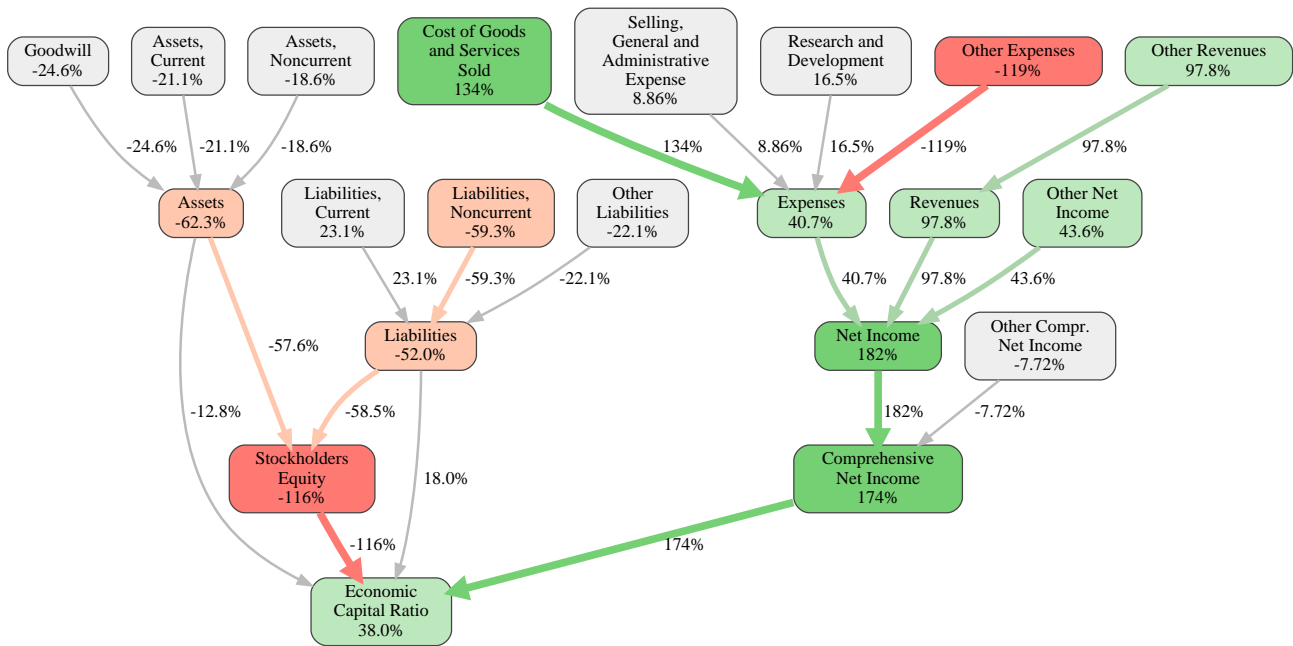 Goodwill
-24.6%
Assets,
Current
-21.1%
Assets,
Noncurrent
-18.6%
Cost of Goods
and Services
Sold
134%
Selling,
General and
Administrative
Expense
8.86%
Research and
Development
16.5%
Other Expenses
-119%
Other Revenues
97.8%
-24.6%
-21.1%
-18.6%
134%
8.86%
16.5%
-119%
97.8%
Assets
-62.3%
Liabilities,
Current
23.1%
Liabilities,
Noncurrent
-59.3%
Other
Liabilities
-22.1%
Expenses
40.7%
Revenues
97.8%
Other Net
Income
43.6%
23.1%
-59.3%
-22.1%
40.7%
97.8%
43.6%
-57.6%
Liabilities
-52.0%
Net Income
182%
Other Compr.
Net Income
-7.72%
-12.8%
-58.5%
182%
-7.72%
Stockholders
Equity
-116%
18.0%
Comprehensive
Net Income
174%
-116%
174%
Economic
Capital Ratio
38.0%